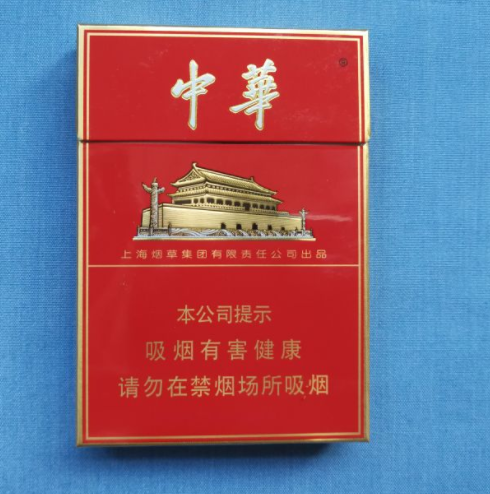 中華
上海烟草集团有限责任公司出品
本公司提示
吸烟有害健康
请勿在禁烟场所吸烟